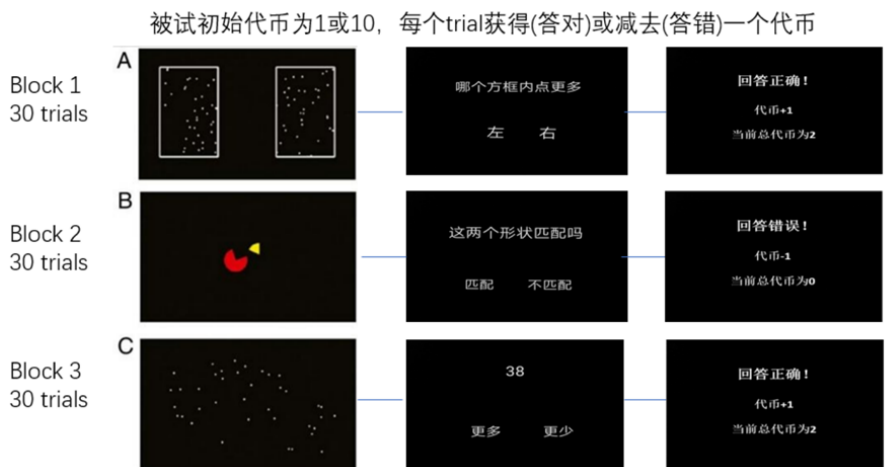 被试初始代币为1或10，每个trial获得(答对)或减去(答错)一个代币
Block 1
30 trials
A
哪个方框内点更多
左 右
回答正确！
代币+1
当前总代币为2
Block 2
30 trials
B
这两个形状匹配吗
匹配 不匹配
回答错误！
代币-1
当前总代币为0
Block 3
30 trials
C
38
更多 更少
回答正确！
代币+1
当前总代币为2